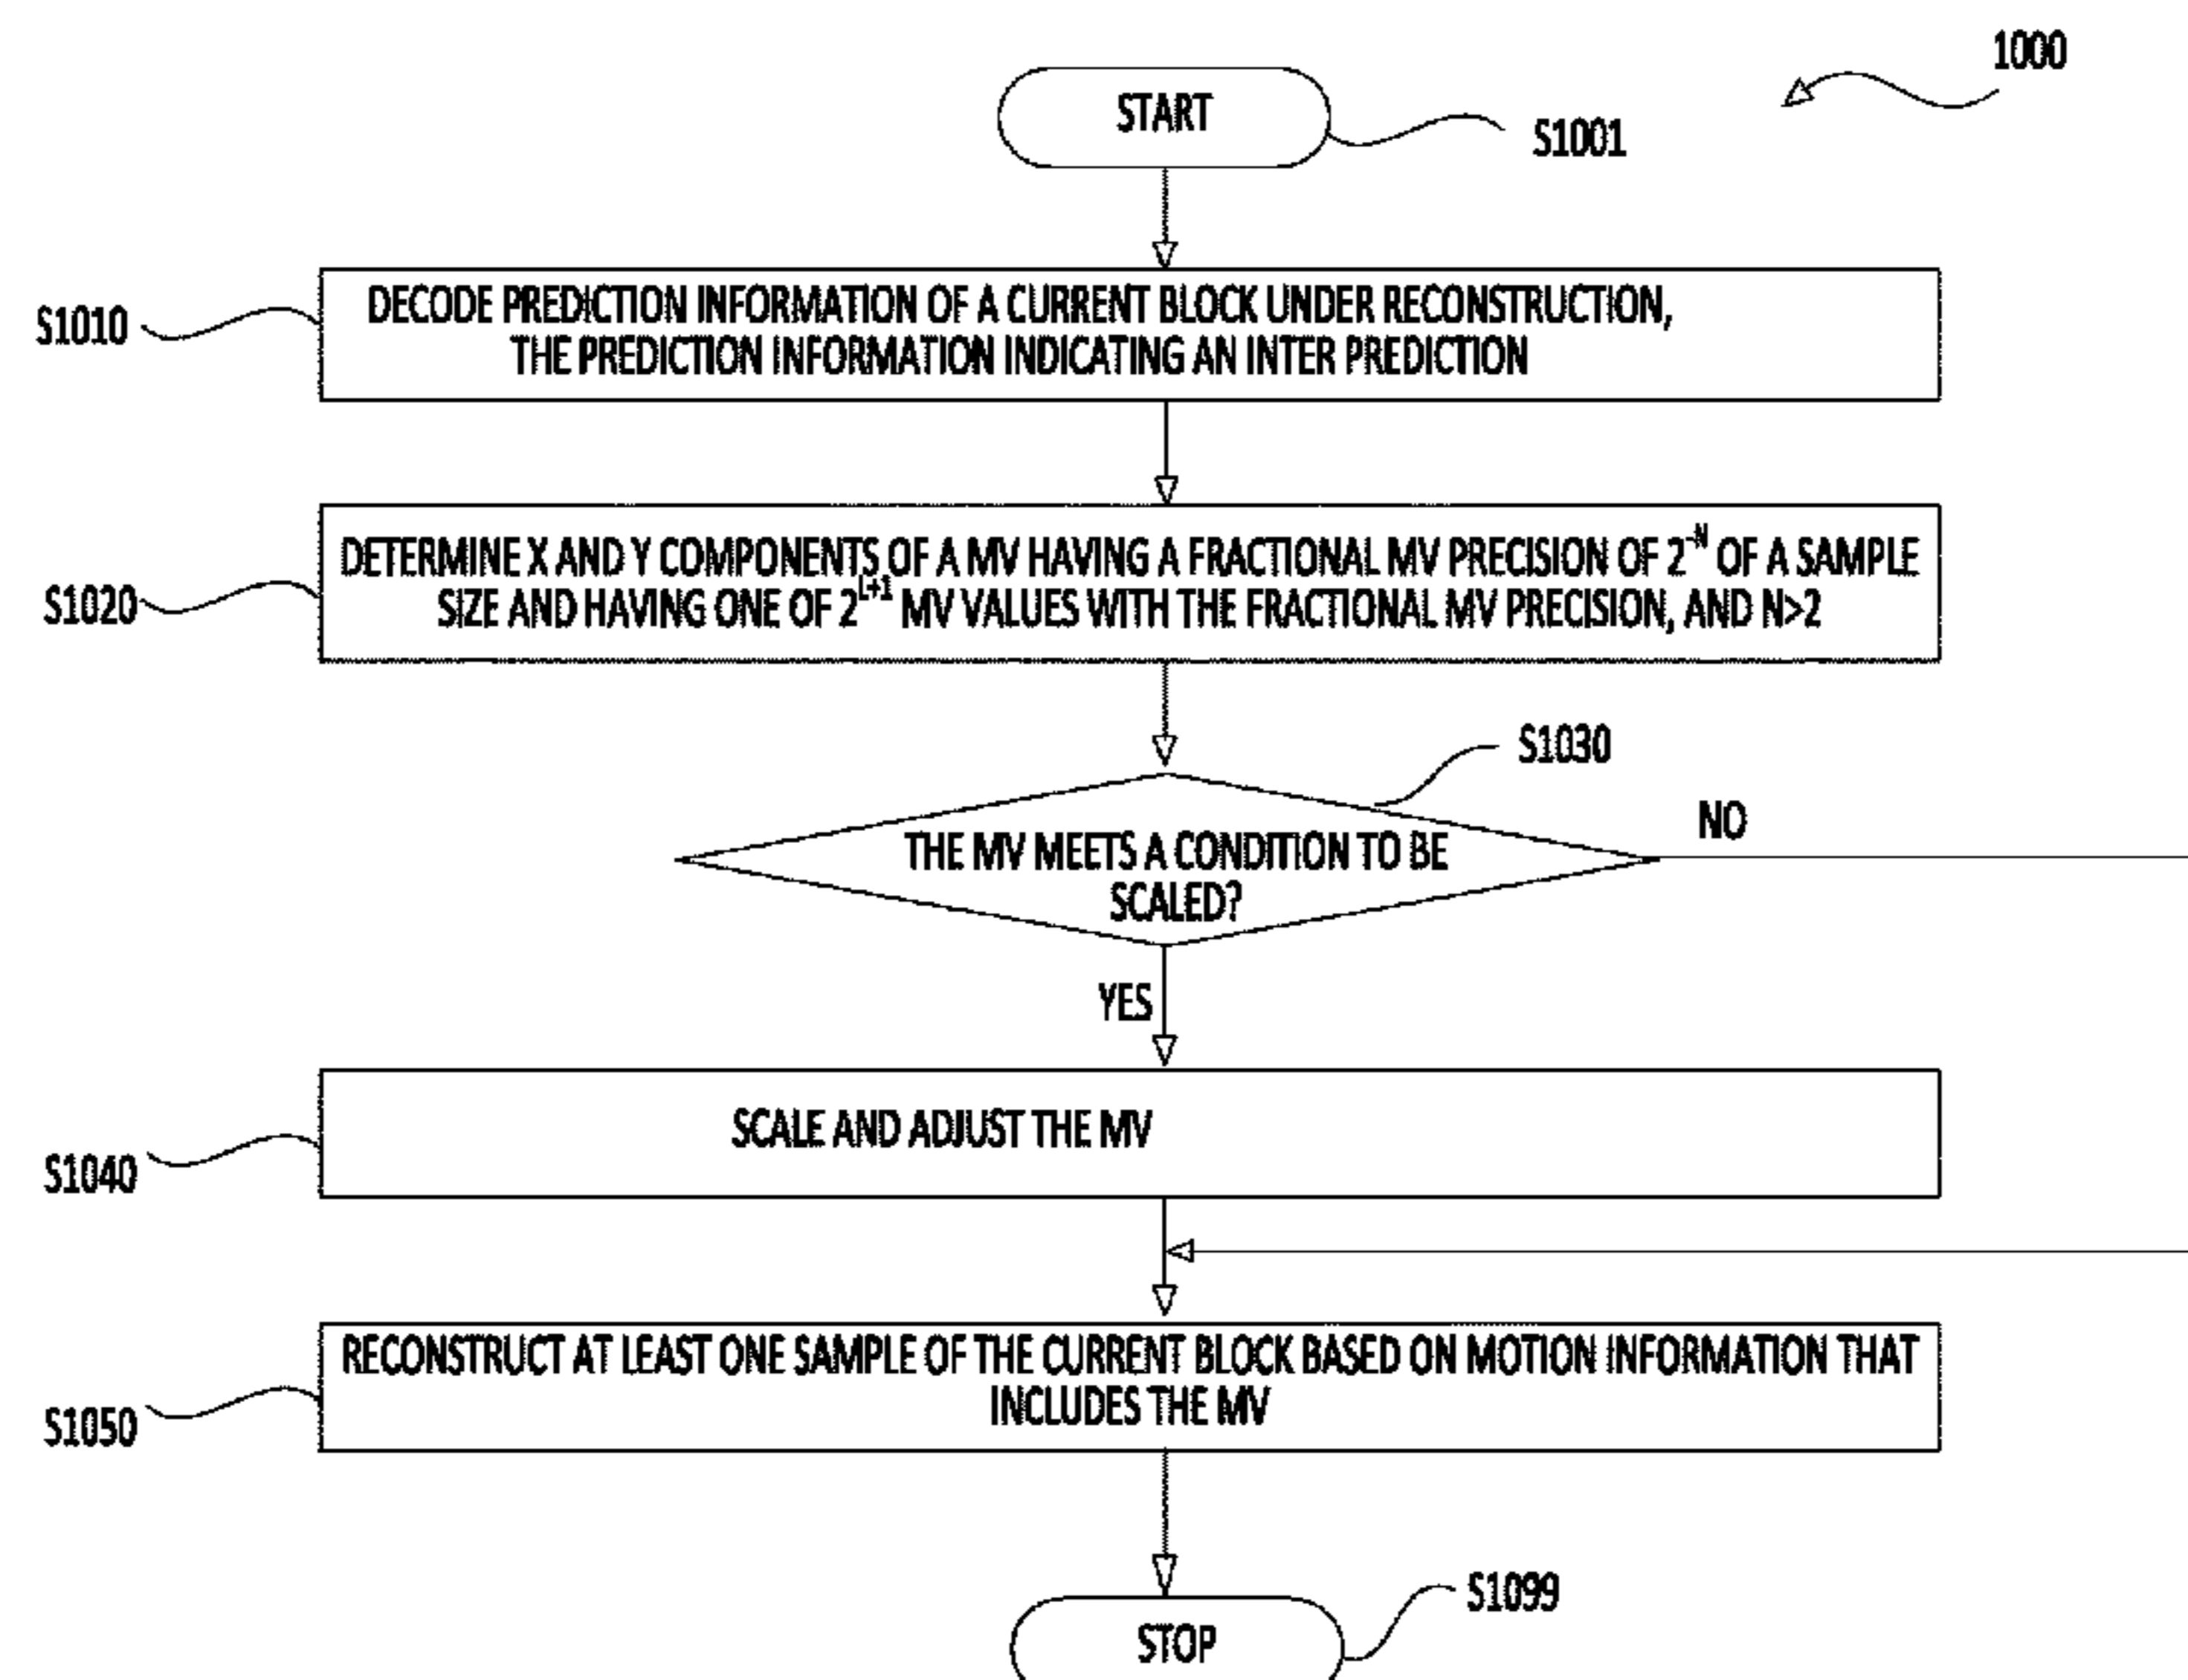 1000
START
S1001
S1010
DECODE PREDICTION INFORMATION OF A CURRENT BLOCK UNDER RECONSTRUCTION,
THE PREDICTION INFORMATION INDICATING AN INTER PREDICTION
S1020
DETERMINE X AND Y COMPONENTS OF A MV HAVING A FRACTIONAL MV PRECISION OF 2^-N OF A SAMPLE
SIZE AND HAVING ONE OF 2^L+1 MV VALUES WITH THE FRACTIONAL MV PRECISION, AND N>2
S1030
THE MV MEETS A CONDITION TO BE
SCALED?
NO
YES
S1040
SCALE AND ADJUST THE MV
S1050
RECONSTRUCT AT LEAST ONE SAMPLE OF THE CURRENT BLOCK BASED ON MOTION INFORMATION THAT
INCLUDES THE MV
S1099
STOP